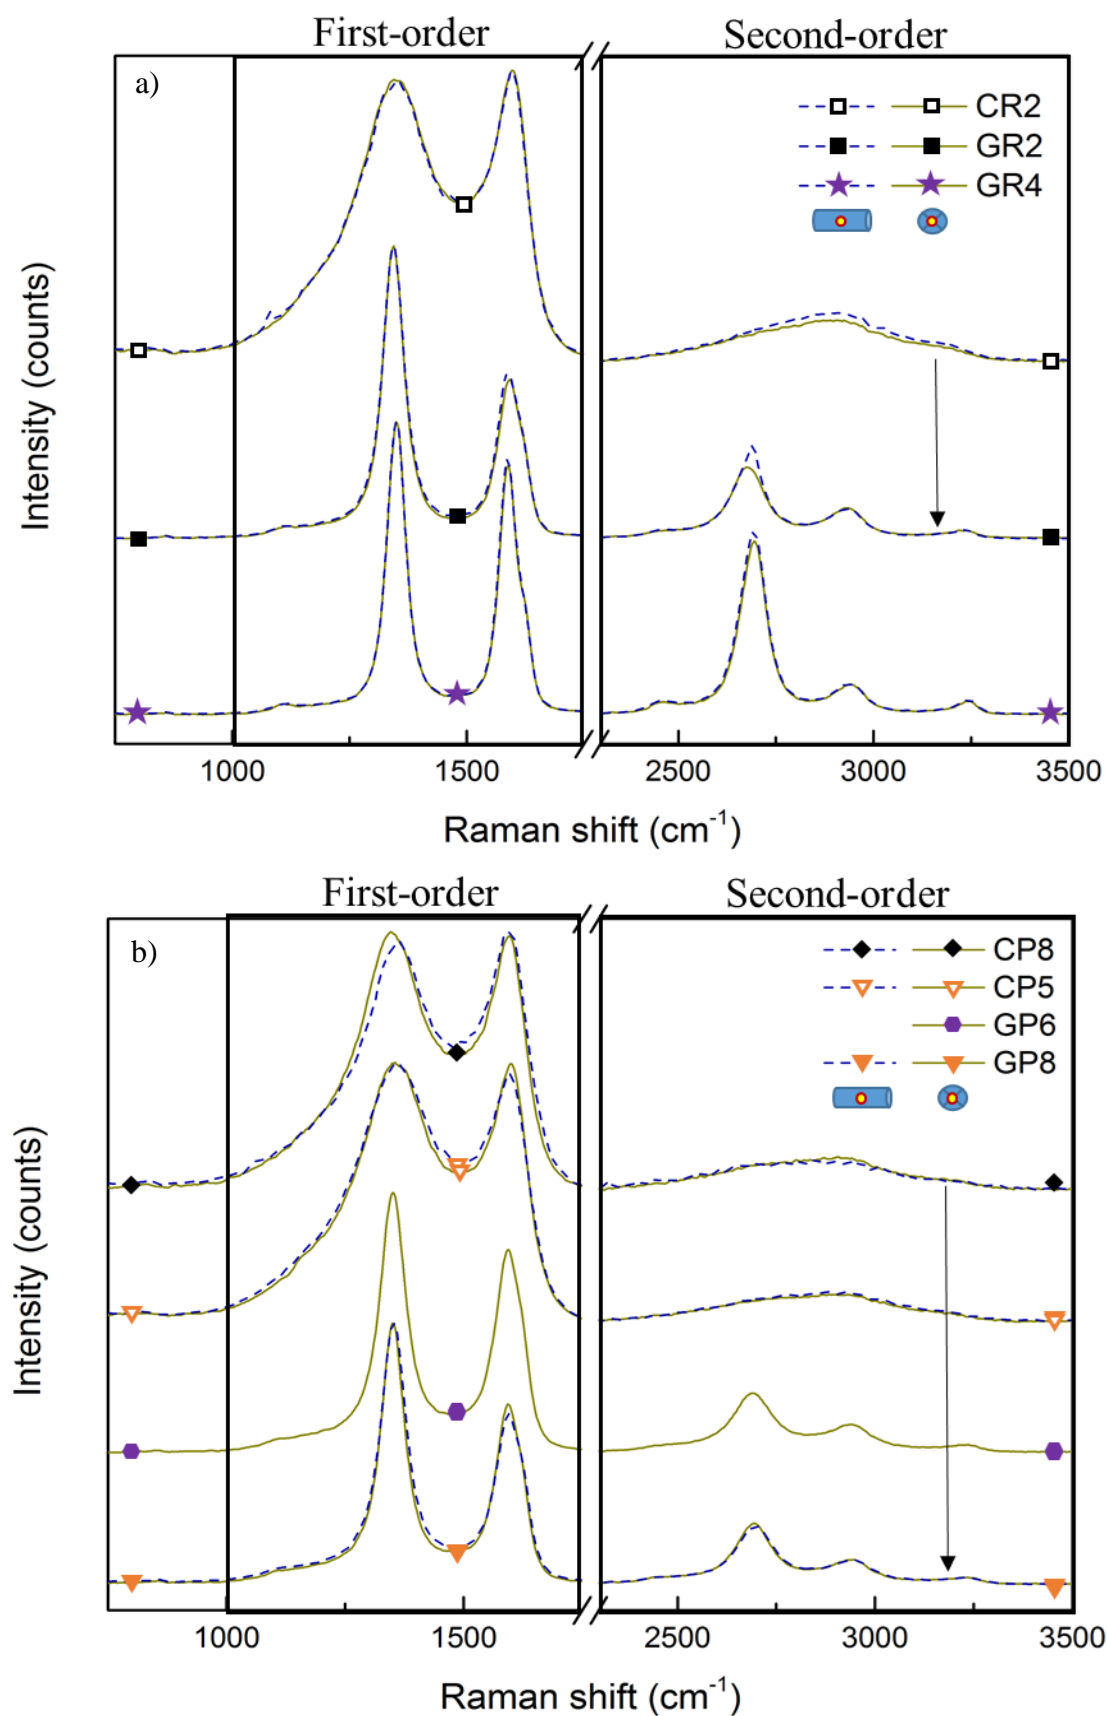 First-order Second-order
a)
CR2
GR2
GR4
Intensity (counts)
1000 1500 2500 3000 3500
Raman shift (cm⁻¹)
First-order Second-order
b)
CP8
CP5
GP6
GP8
Intensity (counts)
1000 1500 2500 3000 3500
Raman shift (cm⁻¹)